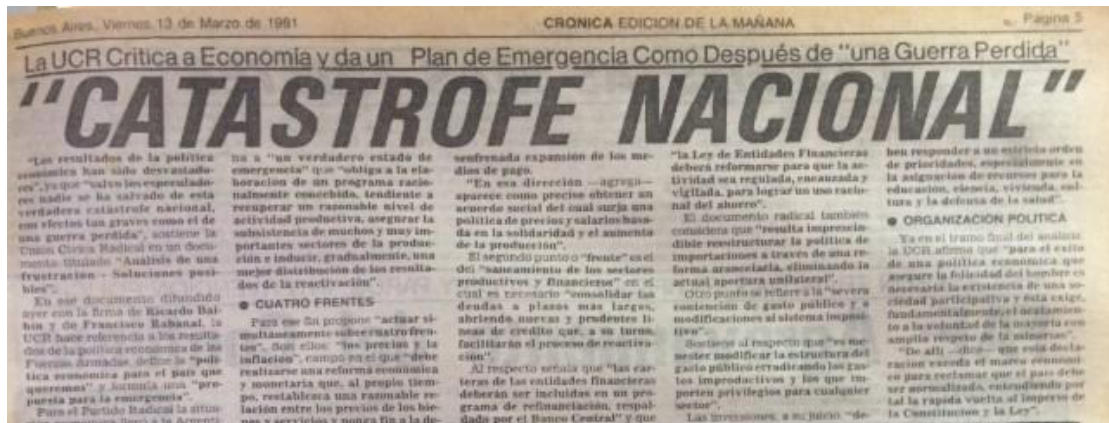 Buenos Aires, Viernes 13 de Marzo de 1981
CRONICA EDICION DE LA MAÑANA
Página 5
La UCR Critica a Economía y da un Plan de Emergencia Como Después de "una Guerra Perdida"
"CATASTROFE NACIONAL"
"Los resultados de la política
económica han sido devastado-
res", ya que "salvo los especulado-
res nadie se ha salvado de esta
verdadera catástrofe nacional,
con efectos tan graves como el de
una guerra perdida", sostiene la
Unión Cívica Radical en un docu-
mento titulado "Análisis de una
frustración - Soluciones posi-
bles".
En ese documento difundido
ayer con la firma de Ricardo Bal-
bín y de Francisco Rabanal, la
UCR hace referencia a los resulta-
dos de la política económica de las
Fuerzas Armadas, define la "polí-
tica económica para el país que
queremos" y formula una "pro-
puesta para la emergencia".
Para el Partido Radical la situa-
na a "un verdadero estado de
emergencia" que "obliga a la ela-
boración de un programa racio-
nalmente concebido, tendiente a
recuperar un razonable nivel de
actividad productiva, asegurar la
subsistencia de muchos y muy im-
portantes sectores de la produc-
ción e inducir, gradualmente, una
mejor distribución de los resulta-
dos de la reactivación".
● CUATRO FRENTES
Para ese fin propone "actuar si-
multáneamente sobre cuatro fren-
tes". Son ellos: "los precios y la
inflación", campo en el que "debe
realizarse una reforma económica
y monetaria que, al propio tiem-
po, restablezca una razonable re-
lación entre los precios de los bie-
nes y servicios y ponga fin a la de-
senfrenada expansión de los me-
dios de pago.
"En esa dirección —agrega—
aparece como preciso obtener un
acuerdo social del cual surja una
política de precios y salarios basa-
da en la solidaridad y el aumento
de la producción".
El segundo punto o "frente" es el
del "saneamiento de los sectores
productivos y financieros" en el
cual es necesario "consolidar las
deudas a plazos más largos,
abriendo nuevas y prudentes lí-
neas de crédito que, a su turno,
facilitarán el proceso de reactiva-
ción".
Al respecto señala que "las car-
teras de las entidades financieras
deberán ser incluidas en un pro-
grama de refinanciación, respal-
dado por el Banco Central" y que
"la Ley de Entidades Financieras
deberá reformarse para que la ac-
tividad sea regulada, encauzada y
vigilada, para lograr un uso racio-
nal del ahorro".
El documento radical también
considera que "resulta imprescin-
dible reestructurar la política de
importaciones a través de una re-
forma arancelaria, eliminando la
actual apertura unilateral".
Otro punto se refiere a la "severa
contención de gasto público y a
modificaciones al sistema imposi-
tivo".
Sostiene al respecto que "es me-
nester modificar la estructura del
gasto público erradicando los gas-
tos improductivos y los que im-
porten privilegios para cualquier
sector".
Las inversiones, a su juicio "de-
ben responder a un estricto orden
de prioridades, especialmente en
la asignación de recursos para la
educación, ciencia, vivienda, cul-
tura y la defensa de la salud".
● ORGANIZACION POLITICA
Ya en el tramo final del análisis
la UCR afirma que "para el éxito
de una política económica que
asegure la felicidad del hombre es
necesaria la existencia de una so-
ciedad participativa y ésta exige,
fundamentalmente, el acatamien-
to a la voluntad de la mayoría con
amplio respeto de la minorías".
"De allí —dice— que esta decla-
ración exceda el marco económi-
co para reclamar que el país debe
ser normalizado, entendiendo por
tal la rápida vuelta al imperio de
la Constitución y la Ley".